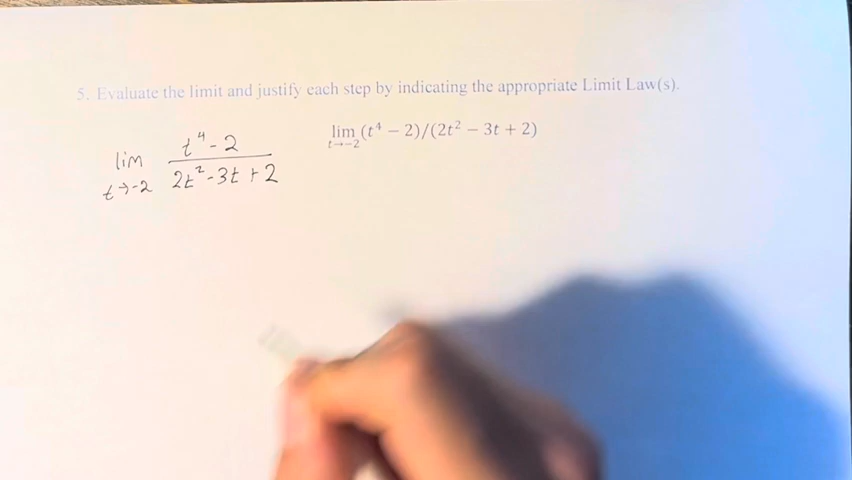 5. Evaluate the limit and justify each step by indicating the appropriate Limit Law(s).
lim t→-2 (t⁴ − 2)/(2t² − 3t + 2)
lim t→-2 t⁴-2
2t²-3t+2